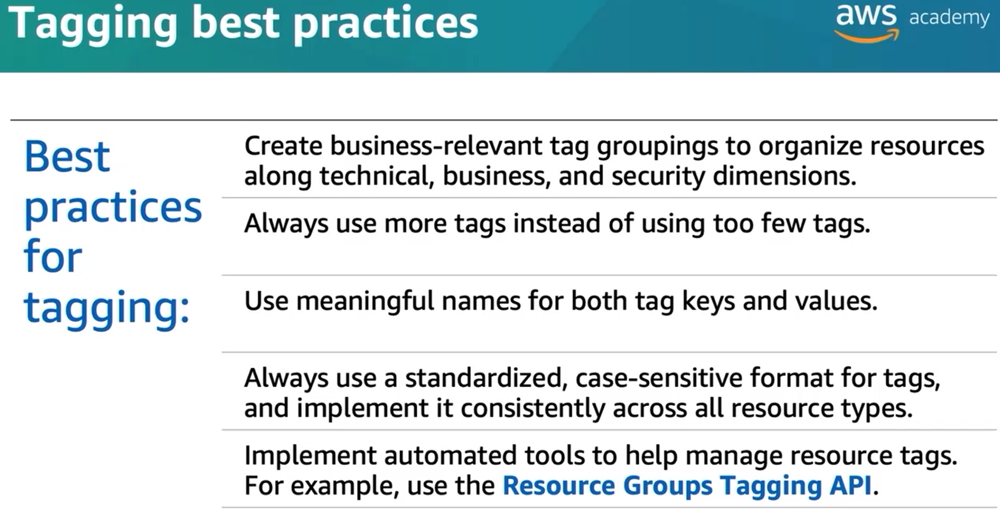 Tagging best practices
aws academy
Best
practices
for
tagging:
Create business-relevant tag groupings to organize resources
along technical, business, and security dimensions.
Always use more tags instead of using too few tags.
Use meaningful names for both tag keys and values.
Always use a standardized, case-sensitive format for tags,
and implement it consistently across all resource types.
Implement automated tools to help manage resource tags.
For example, use the Resource Groups Tagging API.